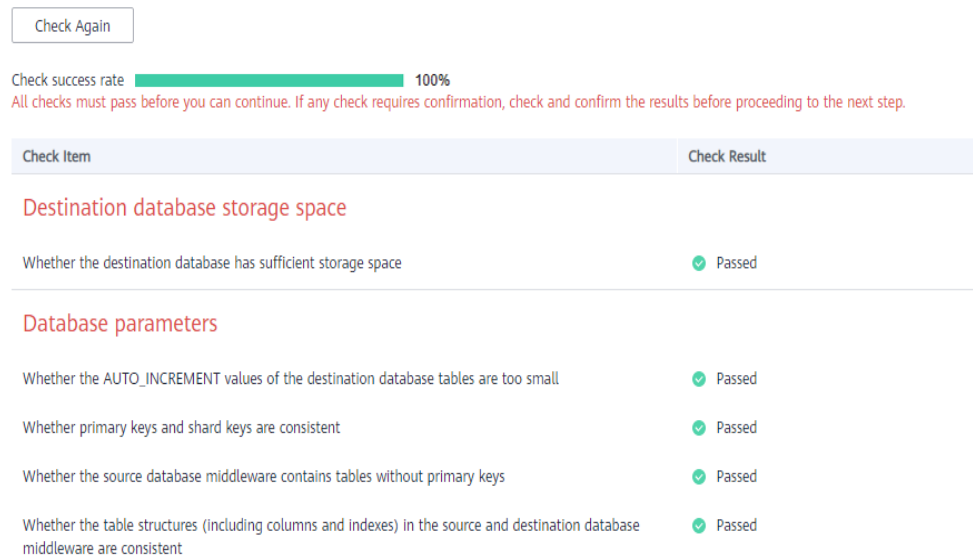 Check Again
Check success rate 100%
All checks must pass before you can continue. If any check requires confirmation, check and confirm the results before proceeding to the next step.
Check Item Check Result
Destination database storage space
Whether the destination database has sufficient storage space Passed
Database parameters
Whether the AUTO_INCREMENT values of the destination database tables are too small Passed
Whether primary keys and shard keys are consistent Passed
Whether the source database middleware contains tables without primary keys Passed
Whether the table structures (including columns and indexes) in the source and destination database Passed
middleware are consistent